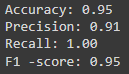 Accuracy: 0.95
Precision: 0.91
Recall: 1.00
F1 -score: 0.95